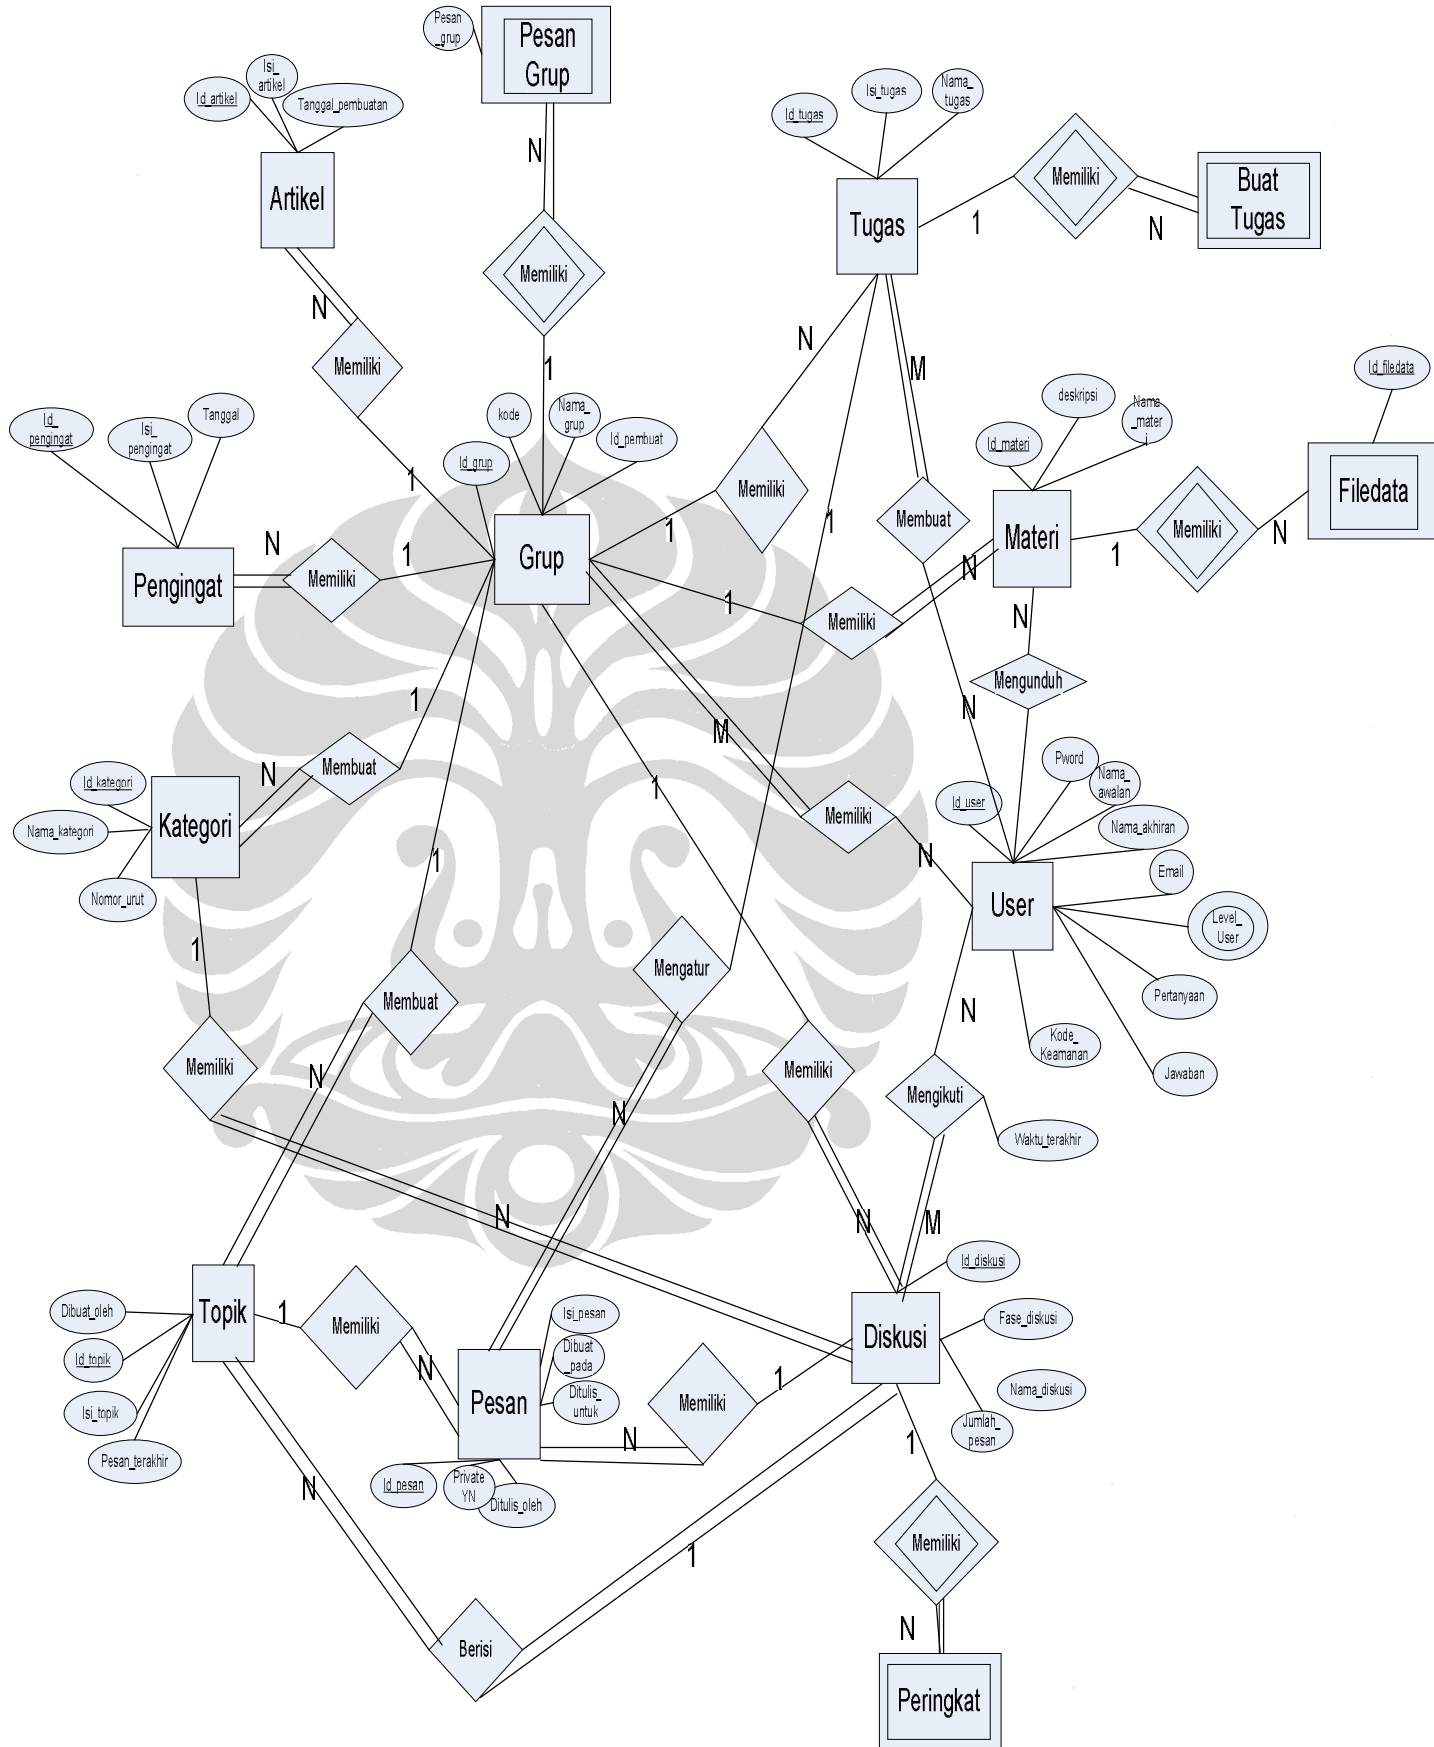 Pesan
_grup
Pesan
Grup
Isi_
artikel
Id_artikel
Tanggal_pembuatan
Artikel
N
Memiliki
1
N
Memiliki
1
Id_tugas
Isi_tugas
Nama_
tugas
Tugas
1
Memiliki
N
Buat
Tugas
Id_
pengingat
Isi_
pengingat
Tanggal
Pengingat
N
Memiliki
1
kode
Nama_
grup
Id_pembuat
Id_grup
Grup
N
Memiliki
1
M
Membuat
N
1
deskripsi
Nama
_mater
i
Id_materi
Materi
1
Memiliki
N
Id_filedata
Filedata
1
Memiliki
N
N
Mengunduh
Id_kategori
Nama_kategori
Nomor_urut
Kategori
N
Membuat
1
1
Memiliki
N
1
Membuat
N
M
Memiliki
N
Mengatur
N
1
Memiliki
N
Id_user
Pword
Nama_
awalan
Nama_akhiran
Email
Level_
User
Pertanyaan
Jawaban
Kode_
Keamanan
User
N
Mengikuti
Waktu_terakhir
M
Dibuat_oleh
Id_topik
Isi_topik
Pesan_terakhir
Topik
1
Memiliki
N
Isi_pesan
Dibuat
_pada
Ditulis_
untuk
Pesan
Id_pesan
Private
YN
Ditulis_oleh
N
Memiliki
1
Id_diskusi
Fase_diskusi
Nama_diskusi
Jumlah_
pesan
Diskusi
N
Berisi
1
1
Memiliki
N
Peringkat